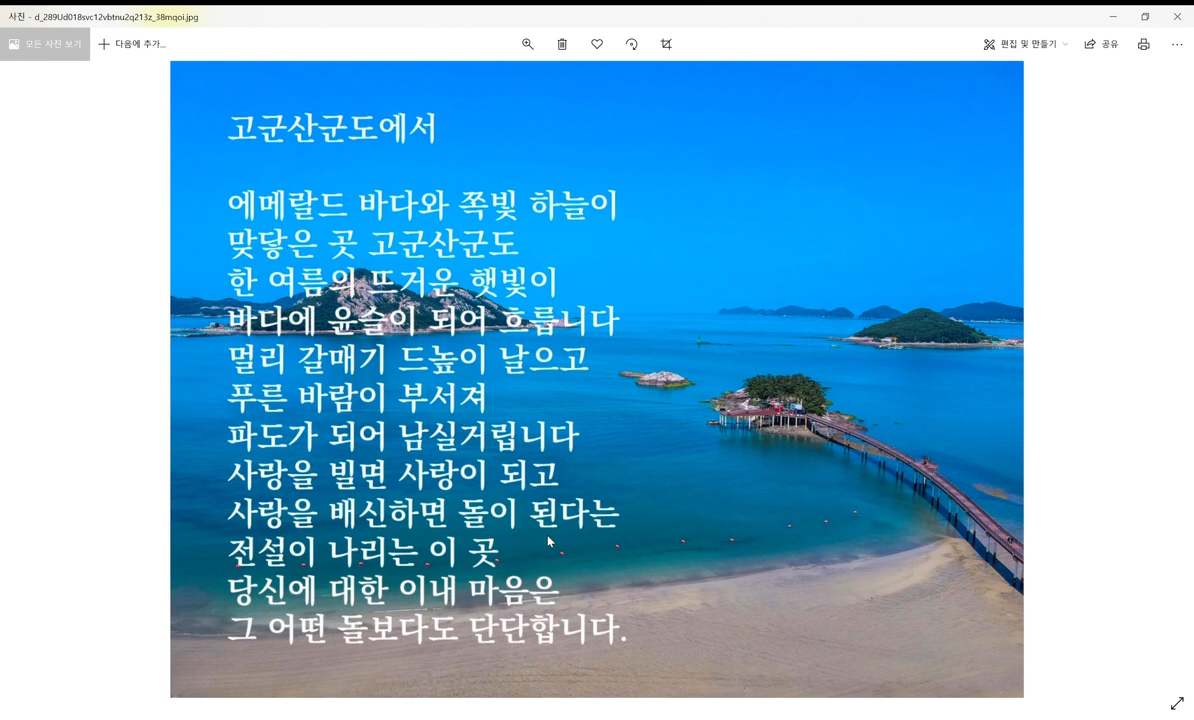 사진 - d_289Ud018svc12vbtnu2q213z_38mqoi.jpg
모든 사진 보기
다음에 추가...
편집 및 만들기
공유
고군산군도에서
에메랄드 바다와 쪽빛 하늘이
맞닿은 곳 고군산군도
한 여름의 뜨거운 햇빛이
바다에 윤슬이 되어 흐릅니다
멀리 갈매기 드높이 날으고
푸른 바람이 부서져
파도가 되어 남실거립니다
사랑을 빌면 사랑이 되고
사랑을 배신하면 돌이 된다는
전설이 나리는 이 곳
당신에 대한 이내 마음은
그 어떤 돌보다도 단단합니다.